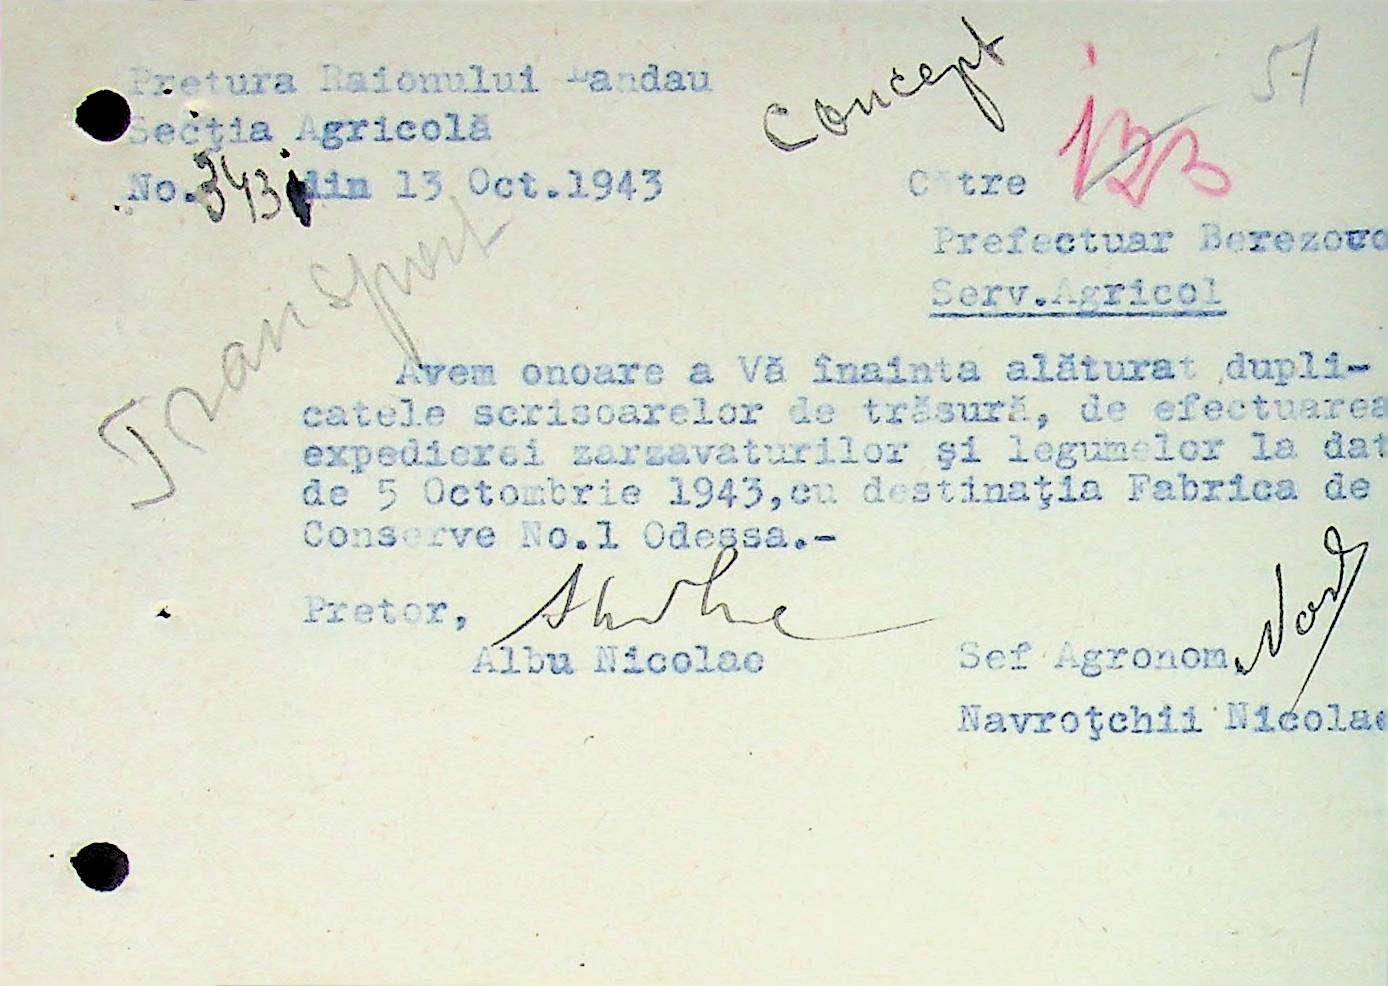 Pretura Raionului Landau
Secţia Agricolă
No. 343 din 13 Oct.1943
Concept
57
123
Către
Prefectuar Berezovc
Serv.Agricol
Transport
Avem onoare a Vă înainta alăturat dupli-
catele scrisoarelor de trăsură, de efectuarea
expedierei zarzavaturilor şi legumelor la dat
de 5 Octombrie 1943,cu destinaţia Fabrica de
Conserve No.1 Odessa.-
Pretor,
Albu Nicolae
Sef Agronom,
Navroţchii Nicolae